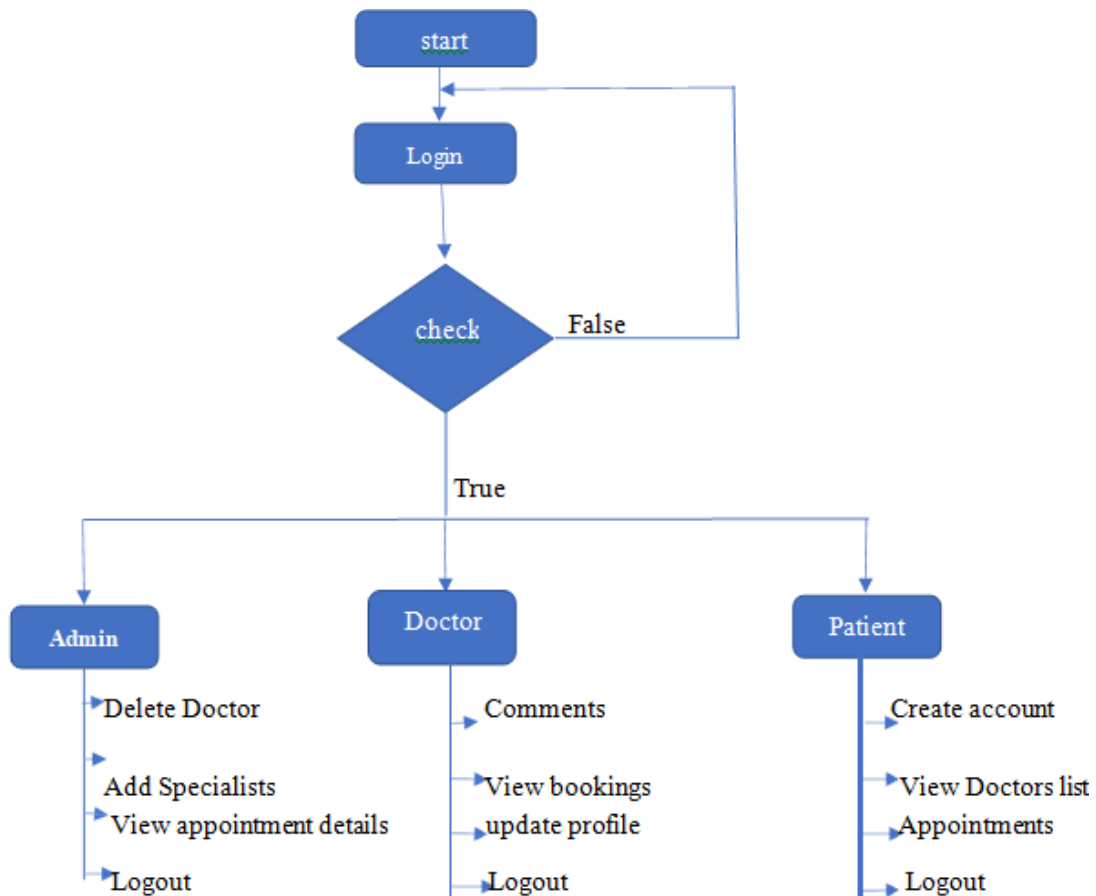 start
Login
check
False
True
Admin
Doctor
Patient
Delete Doctor
Add Specialists
View appointment details
Logout
Comments
View bookings
update profile
Logout
Create account
View Doctors list
Appointments
Logout